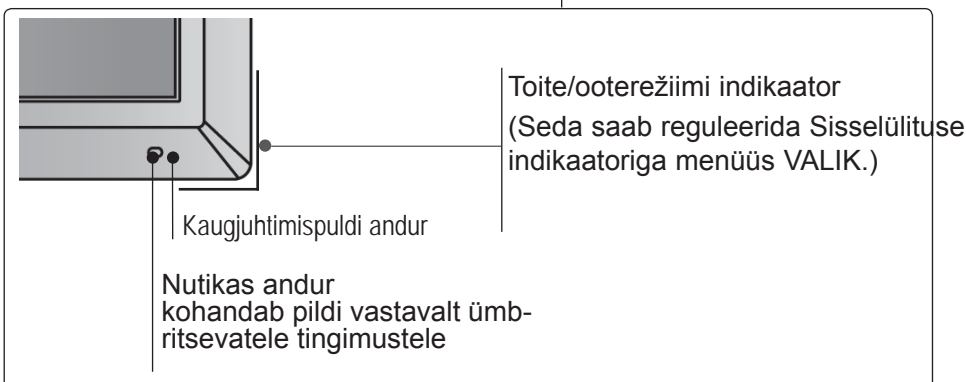 Toite/ooterežiimi indikaator
(Seda saab reguleerida Sisselülituse
indikaatoriga menüüs VALIK.)
Kaugjuhtimispuldi andur
Nutikas andur
kohandab pildi vastavalt ümb-
ritsevatele tingimustele